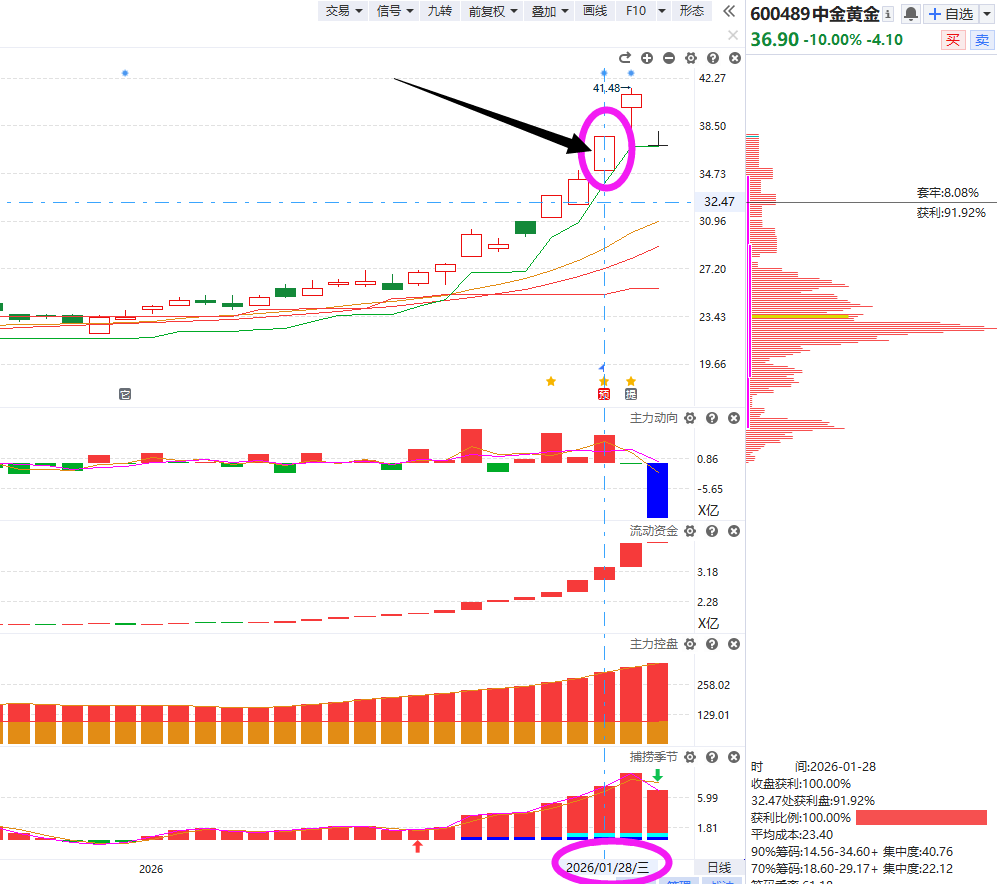 交易 信号 九转 前复权 叠加 画线 F10 形态
600489 中金黄金 自选
36.90 -10.00% -4.10 买 卖
42.27
41.48
38.50
34.73
32.47
30.96
27.20
23.43
19.66
套牢:8.08%
获利:91.92%
预 提
主力动向
0.86
-5.65
X亿
流动资金
3.18
2.28
X亿
主力控盘
258.02
129.01
捕捞季节
5.99
1.81
2026 2026/01/28/三 日线
时 间:2026-01-28
收盘获利:100.00%
32.47处获利盘:91.92%
获利比例:100.00%
平均成本:23.40
90%筹码:14.56-34.60+ 集中度:40.76
70%筹码:18.60-29.17+ 集中度:22.12